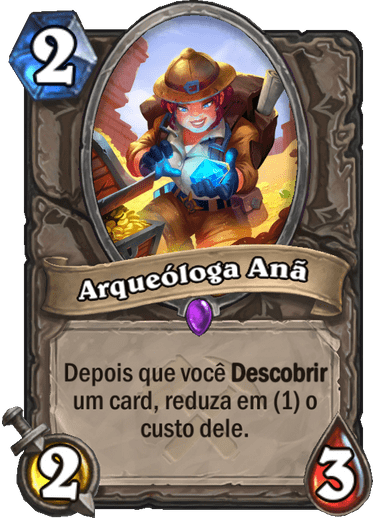 2
Arqueóloga Anã
Depois que você Descobrir
um card, reduza em (1) o
custo dele.
2
3